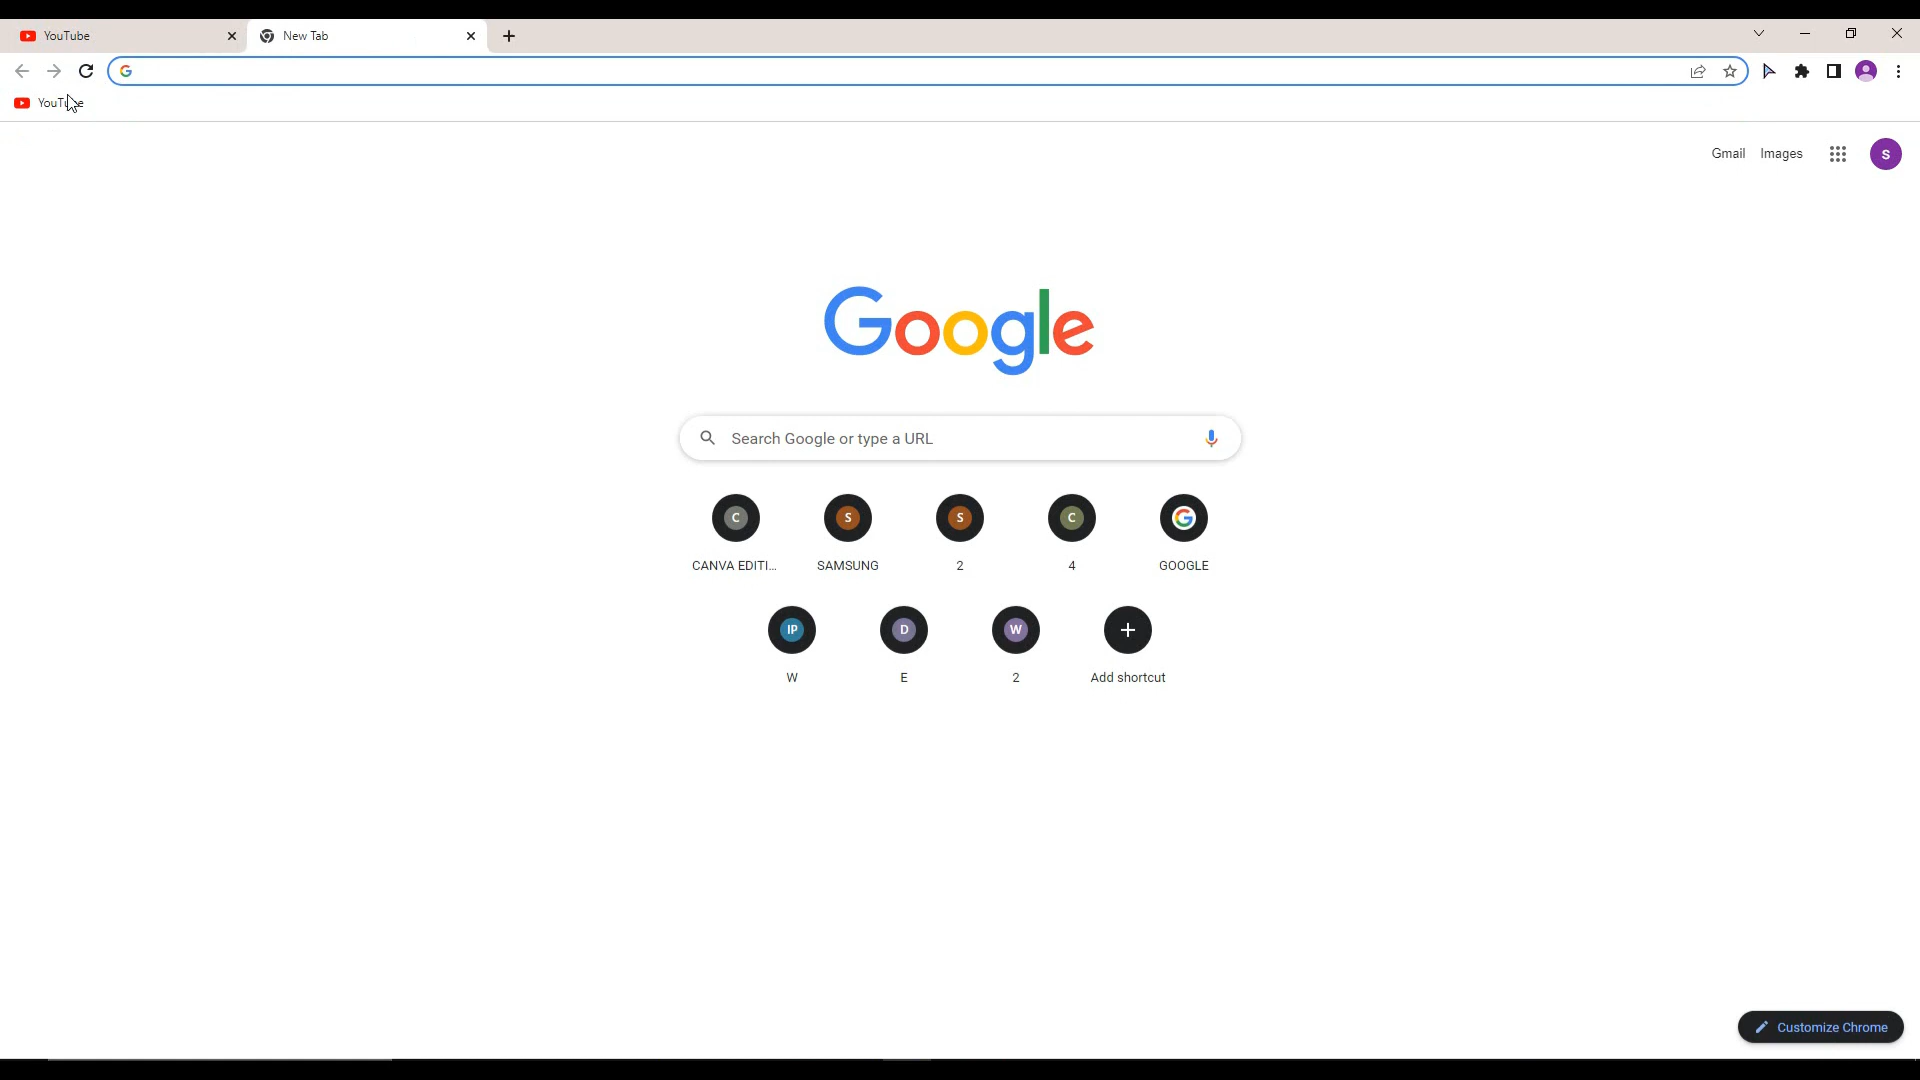 YouTube
New Tab
YouTube
Gmail Images
S
Google
Search Google or type a URL
C S S C
CANVA EDITI... SAMSUNG 2 4 GOOGLE
IP D W
W E 2 Add shortcut
Customize Chrome